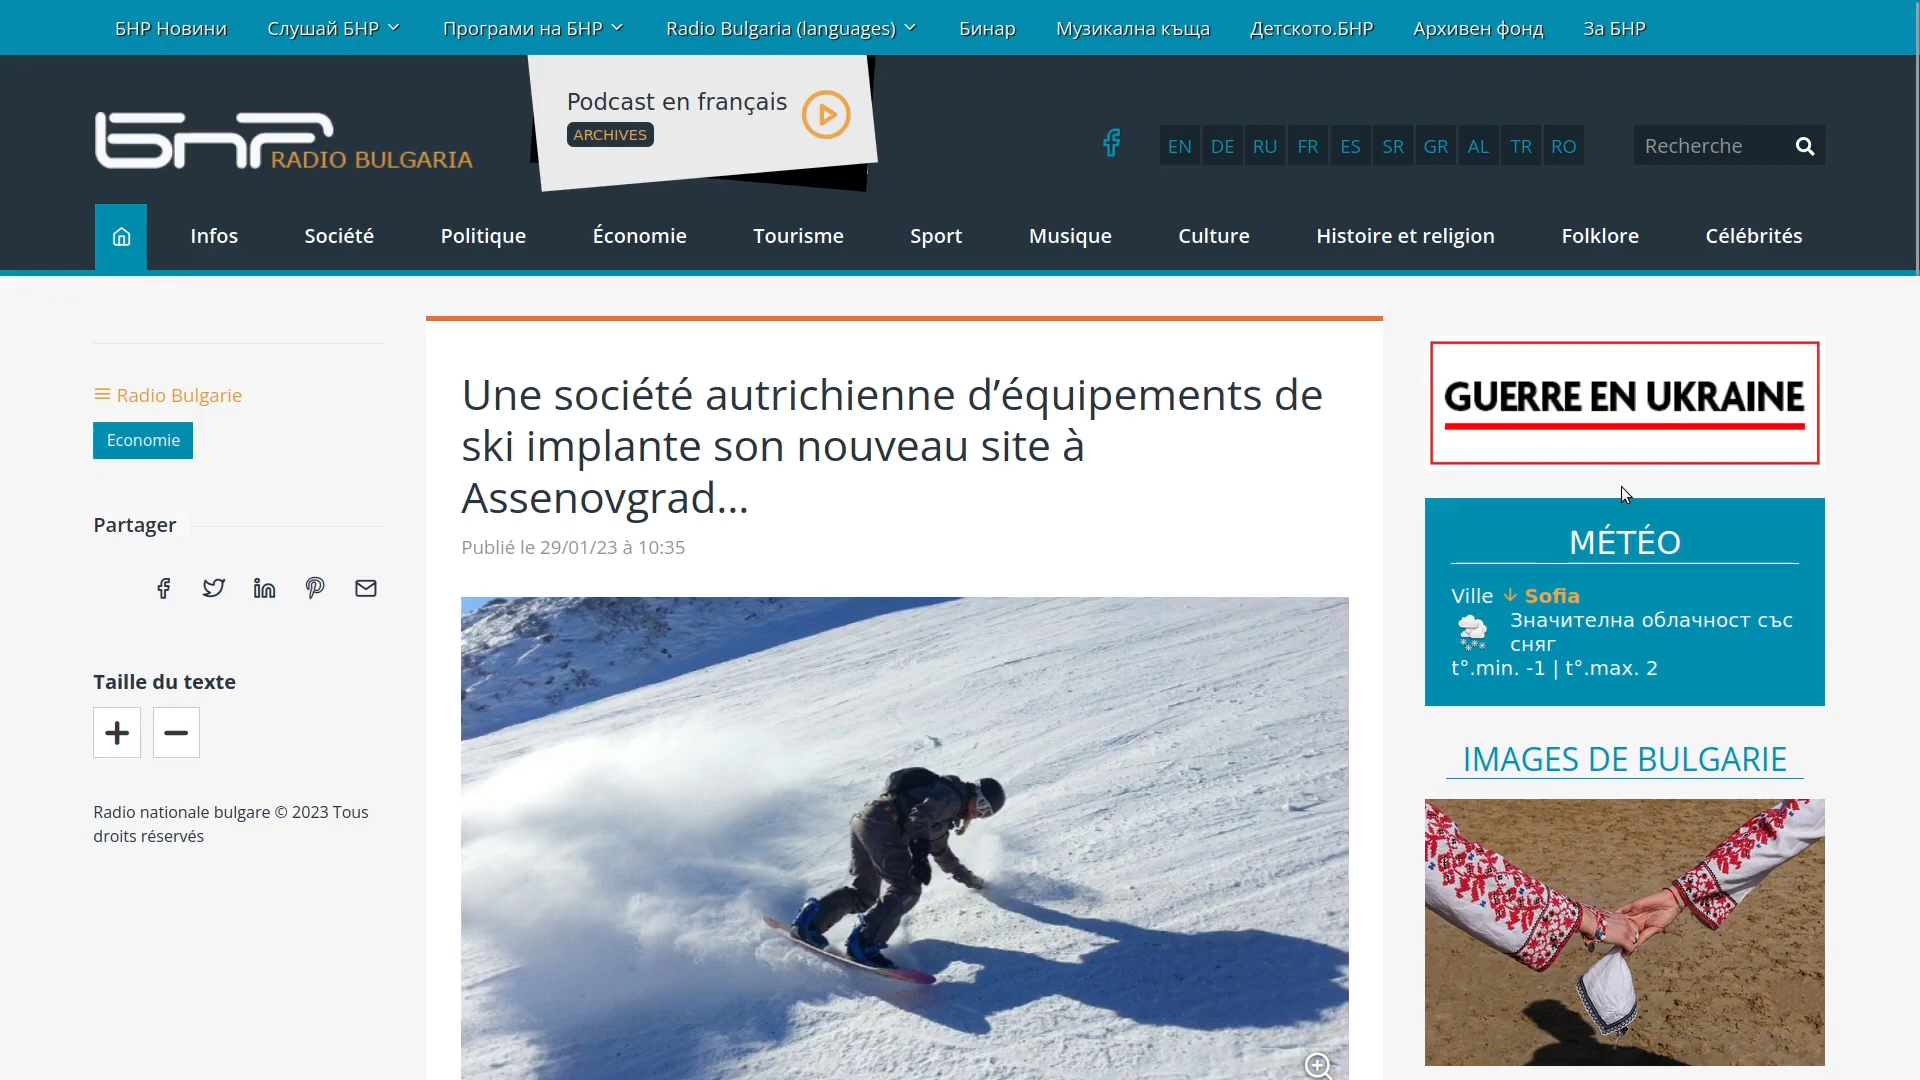 БНР Новини
Слушай БНР
Програми на БНР
Radio Bulgaria (languages)
Бинар
Музикална къща
Детското.БНР
Архивен фонд
За БНР
Podcast en français
ARCHIVES
БНР
RADIO BULGARIA
EN DE RU FR ES SR GR AL TR RO
Recherche
Infos
Société
Politique
Économie
Tourisme
Sport
Musique
Culture
Histoire et religion
Folklore
Célébrités
Radio Bulgarie
Economie
Partager
Taille du texte
Radio nationale bulgare © 2023 Tous
droits réservés
Une société autrichienne d’équipements de
ski implante son nouveau site à
Assenovgrad...
Publié le 29/01/23 à 10:35
GUERRE EN UKRAINE
MÉTÉO
Ville Sofia
Значителна облачност със
сняг
t°.min. -1 | t°.max. 2
IMAGES DE BULGARIE